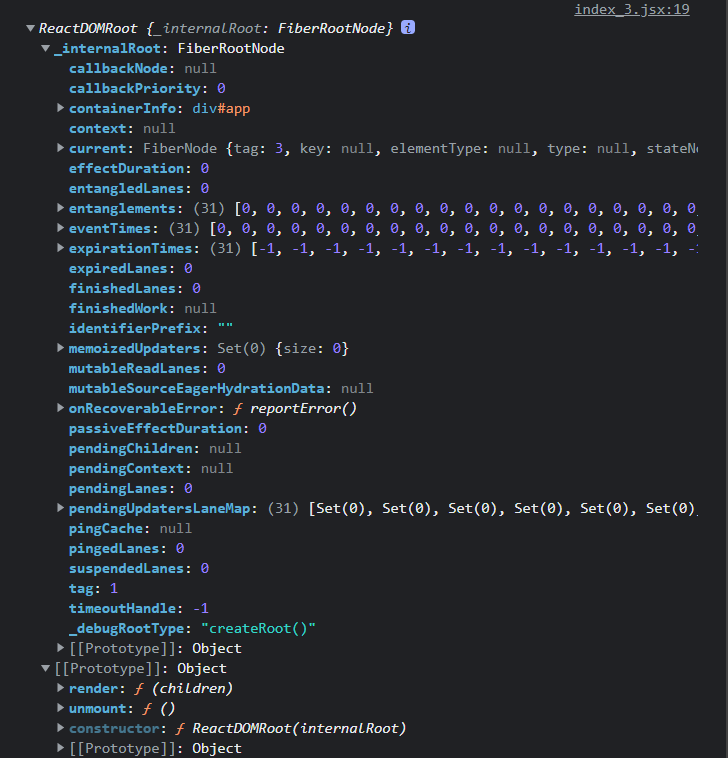 index_3.jsx:19
ReactDOMRoot {_internalRoot: FiberRootNode} i
_internalRoot: FiberRootNode
callbackNode: null
callbackPriority: 0
containerInfo: div#app
context: null
current: FiberNode {tag: 3, key: null, elementType: null, type: null, stateN
effectDuration: 0
entangledLanes: 0
entanglements: (31) [0, 0, 0, 0, 0, 0, 0, 0, 0, 0, 0, 0, 0, 0, 0, 0, 0, 0, 0
eventTimes: (31) [0, 0, 0, 0, 0, 0, 0, 0, 0, 0, 0, 0, 0, 0, 0, 0, 0, 0, 0, 0
expirationTimes: (31) [-1, -1, -1, -1, -1, -1, -1, -1, -1, -1, -1, -1, -
expiredLanes: 0
finishedLanes: 0
finishedWork: null
identifierPrefix: ""
memoizedUpdaters: Set(0) {size: 0}
mutableReadLanes: 0
mutableSourceEagerHydrationData: null
onRecoverableError: ƒ reportError()
passiveEffectDuration: 0
pendingChildren: null
pendingContext: null
pendingLanes: 0
pendingUpdatersLaneMap: (31) [Set(0), Set(0), Set(0), Set(0), Set(0), Set(0),
pingCache: null
pingedLanes: 0
suspendedLanes: 0
tag: 1
timeoutHandle: -1
_debugRootType: "createRoot()"
[[Prototype]]: Object
[[Prototype]]: Object
render: ƒ (children)
unmount: ƒ ()
constructor: ƒ ReactDOMRoot(internalRoot)
[[Prototype]]: Object